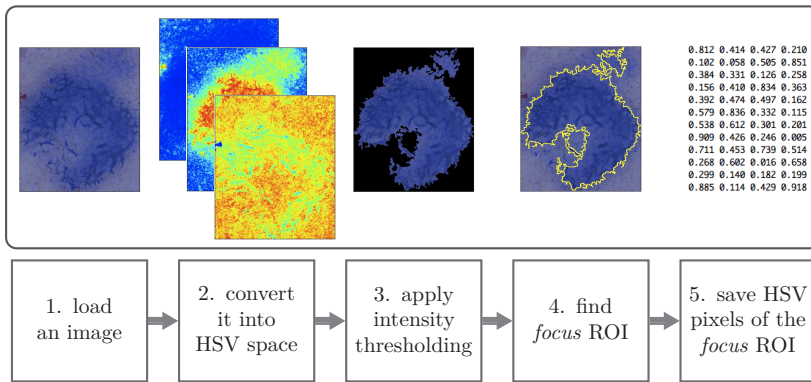 0.812 0.414 0.427 0.210
0.102 0.058 0.505 0.851
0.384 0.331 0.126 0.258
0.156 0.410 0.834 0.363
0.392 0.474 0.497 0.162
0.579 0.836 0.332 0.115
0.538 0.612 0.301 0.201
0.909 0.426 0.246 0.005
0.711 0.453 0.739 0.514
0.268 0.602 0.016 0.658
0.299 0.140 0.182 0.199
0.885 0.114 0.429 0.918
1. load
an image
2. convert
it into
HSV space
3. apply
intensity
thresholding
4. find
focus ROI
5. save HSV
pixels of the
focus ROI